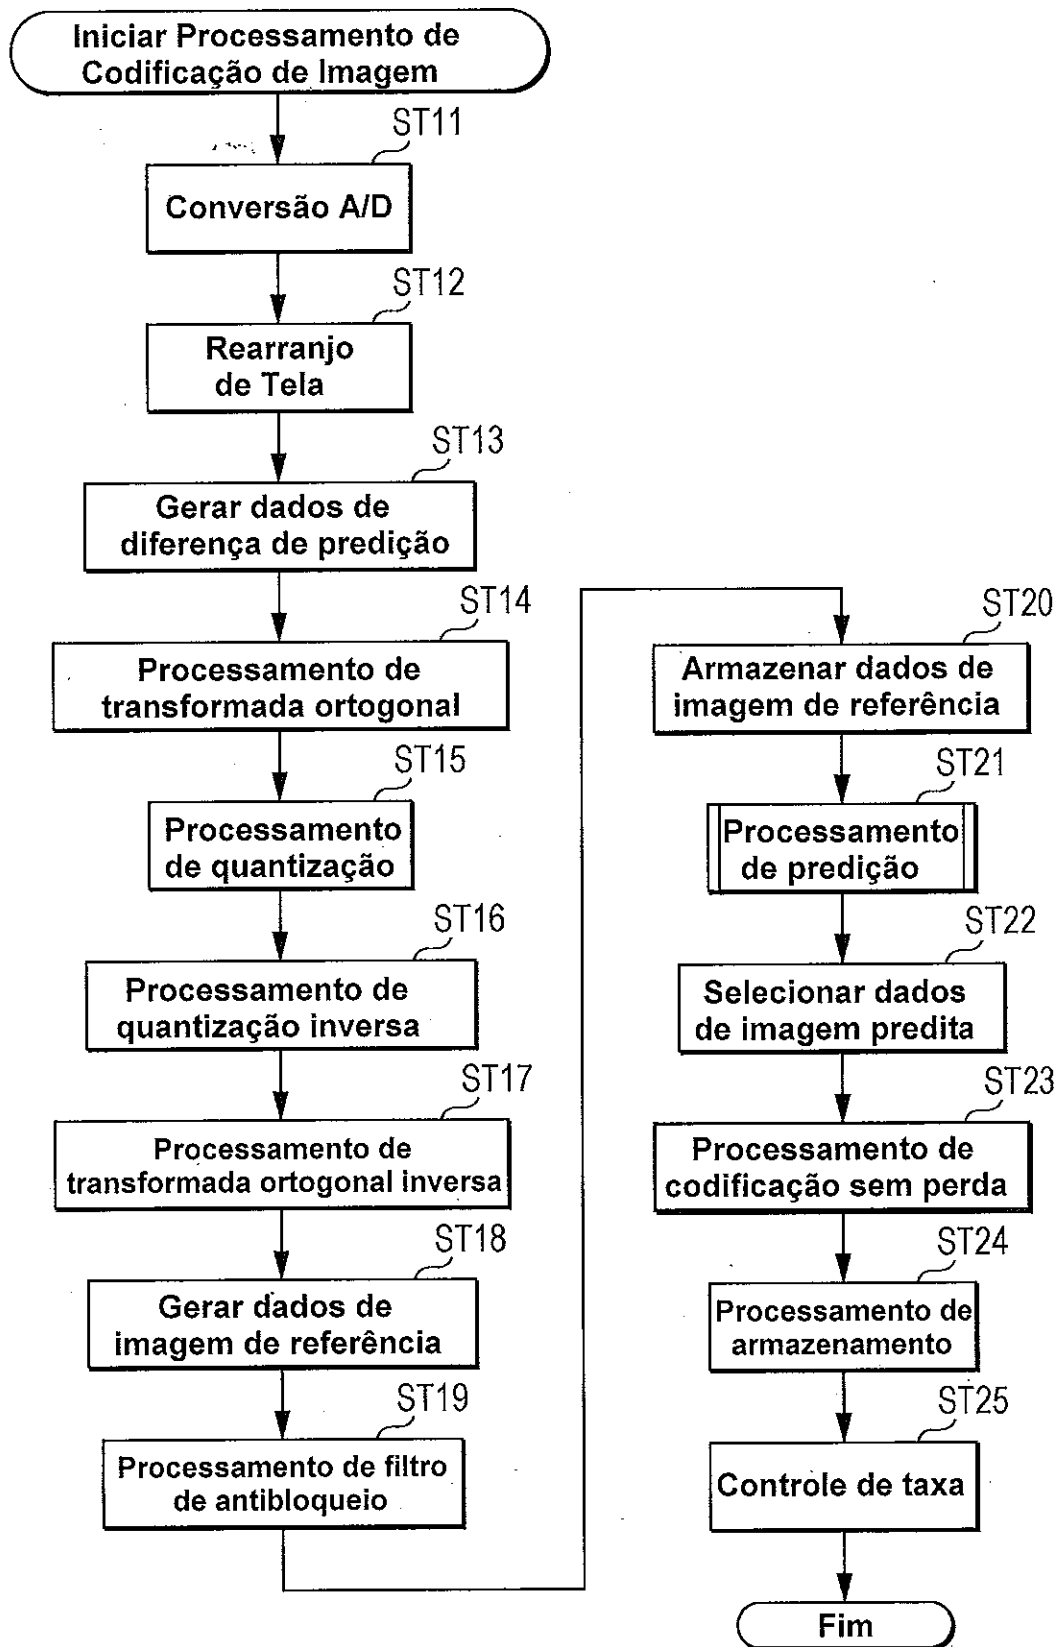 Iniciar Processamento de
Codificação de Imagem
ST11
Conversão A/D
ST12
Rearranjo
de Tela
ST13
Gerar dados de
diferença de predição
ST14
Processamento de
transformada ortogonal
ST15
Processamento
de quantização
ST16
Processamento de
quantização inversa
ST17
Processamento de
transformada ortogonal inversa
ST18
Gerar dados de
imagem de referência
ST19
Processamento de filtro
de antibloqueio
ST20
Armazenar dados de
imagem de referência
ST21
Processamento
de predição
ST22
Selecionar dados
de imagem predita
ST23
Processamento de
codificação sem perda
ST24
Processamento de
armazenamento
ST25
Controle de taxa
Fim